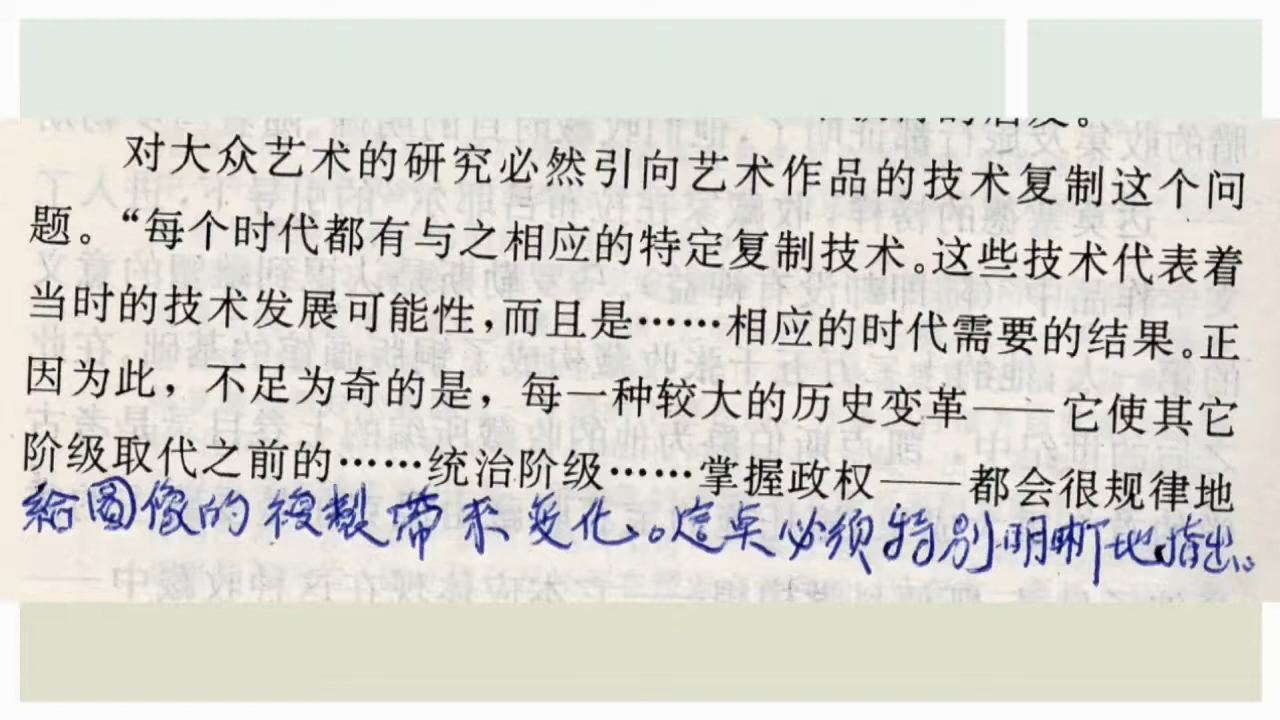 对大众艺术的研究必然引向艺术作品的技术复制这个问
题。“每个时代都有与之相应的特定复制技术。这些技术代表着
当时的技术发展可能性,而且是……相应的时代需要的结果。正
因为此，不足为奇的是，每一种较大的历史变革——它使其它
阶级取代之前的……统治阶级……掌握政权——都会很规律地
給圖像的複製帶来变化。这点必须特别明晰地指出。